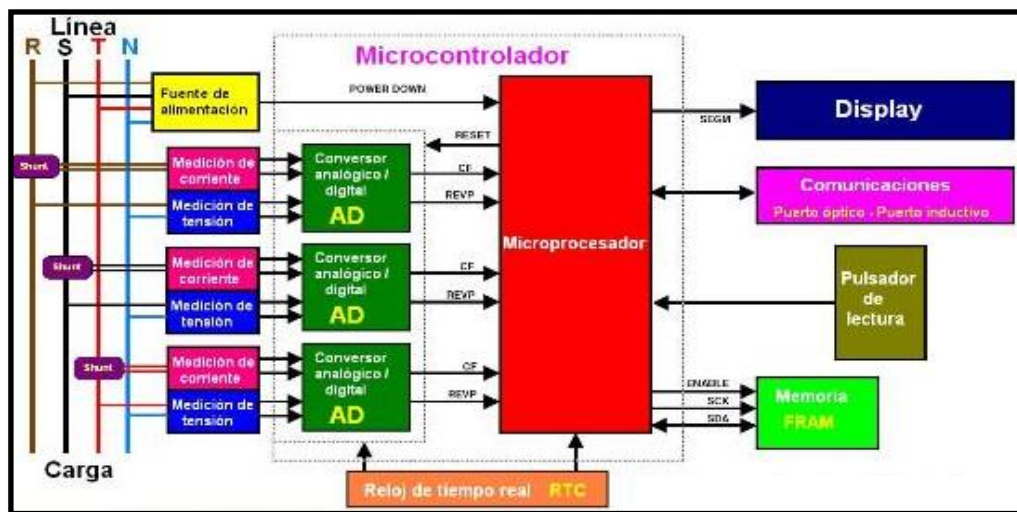 Línea
R S T N
Microcontrolador
Fuente de
alimentación
POWER DOWN
RESET
SEGM
Display
Shunt
Medición de
corriente
Medición de
tensión
Conversor
analógico /
digital
AD
CF
REVP
Comunicaciones
Puerto óptico - Puerto inductivo
Microprocesador
Shunt
Medición de
corriente
Medición de
tensión
Conversor
analógico /
digital
AD
CF
REVP
Pulsador
de
lectura
Shunt
Medición de
corriente
Medición de
tensión
Conversor
analógico /
digital
AD
CF
REVP
ENABLE
SCK
SDA
Memoria
FRAM
Carga
Reloj de tiempo real RTC